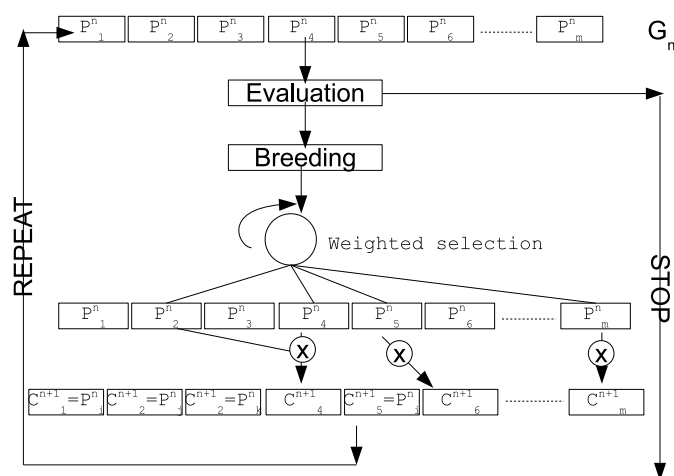 P^n_1 P^n_2 P^n_3 P^n_4 P^n_5 P^n_6 ........ P^n_m G_n
Evaluation
Breeding
Weighted selection
REPEAT
STOP
P^n_1 P^n_2 P^n_3 P^n_4 P^n_5 P^n_6 ........ P^n_m
X X X
C^{n+1}_1=P^n_i C^{n+1}_2=P^n_j C^{n+1}_2=P^n_k C^{n+1}_4 C^{n+1}_5=P^n_i C^{n+1}_6 ........ C^{n+1}_m